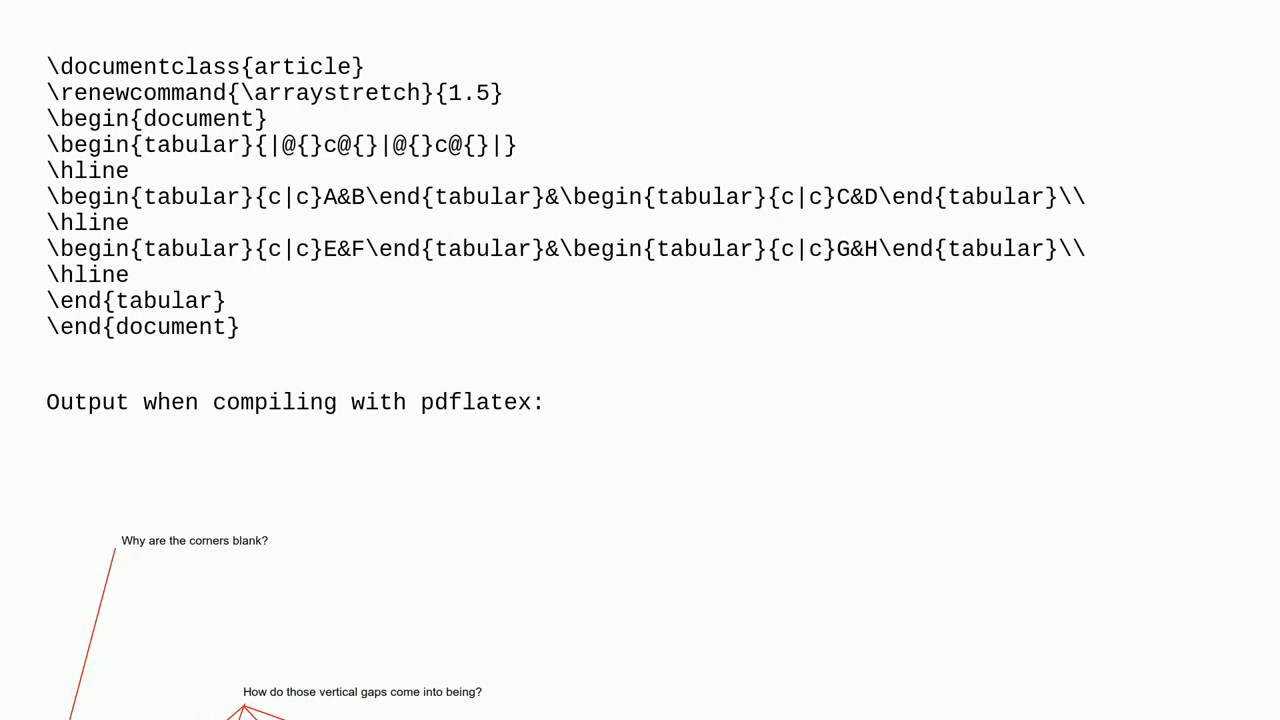 \documentclass{article}
\renewcommand{\arraystretch}{1.5}
\begin{document}
\begin{tabular}{|@{}c@{}|@{}c@{}|}
\hline
\begin{tabular}{c|c}A&B\end{tabular}&\begin{tabular}{c|c}C&D\end{tabular}\\
\hline
\begin{tabular}{c|c}E&F\end{tabular}&\begin{tabular}{c|c}G&H\end{tabular}\\
\hline
\end{tabular}
\end{document}
Output when compiling with pdflatex:
Why are the corners blank?
How do those vertical gaps come into being?